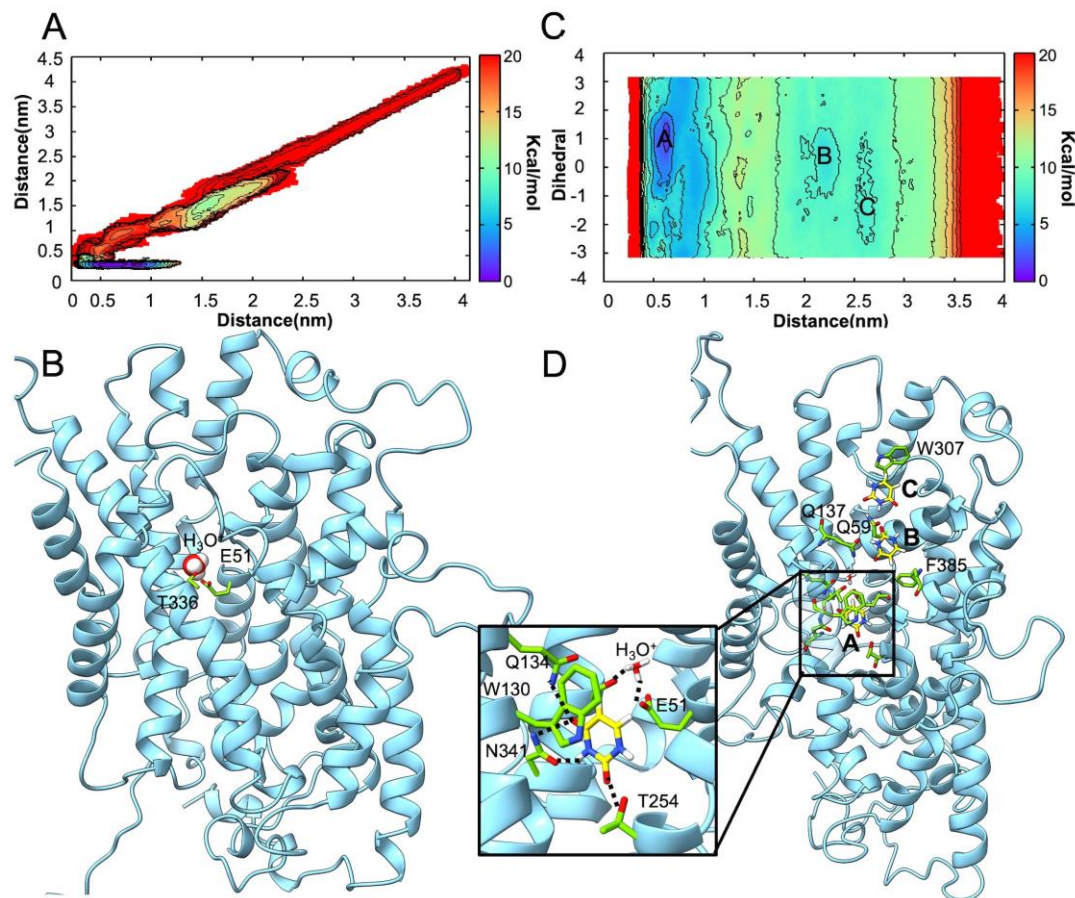 A
Distance(nm)
4.5
4
3.5
3
2.5
2
1.5
1
0.5
0
0 0.5 1 1.5 2 2.5 3 3.5 4
Distance(nm)
20
15
10
5
0
Kcal/mol
C
Dihedral
4
3
2
1
0
-1
-2
-3
-4
A
B
C
0 0.5 1 1.5 2 2.5 3 3.5 4
Distance(nm)
20
15
10
5
0
Kcal/mol
B
H3O+
E51
T336
D
W307
C
Q137
Q59
B
F385
A
Q134
H3O+
W130
E51
N341
T254